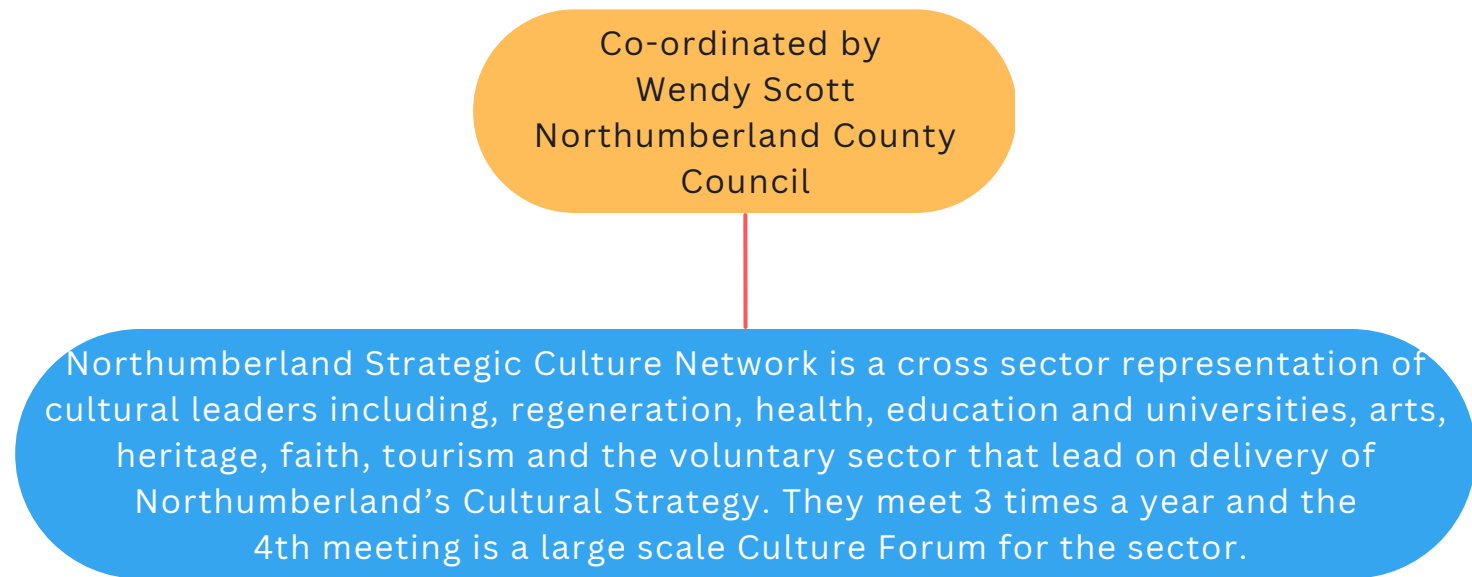 Co-ordinated by
Wendy Scott
Northumberland County
Council
Northumberland Strategic Culture Network is a cross sector representation of
cultural leaders including, regeneration, health, education and universities, arts,
heritage, faith, tourism and the voluntary sector that lead on delivery of
Northumberland’s Cultural Strategy. They meet 3 times a year and the
4th meeting is a large scale Culture Forum for the sector.